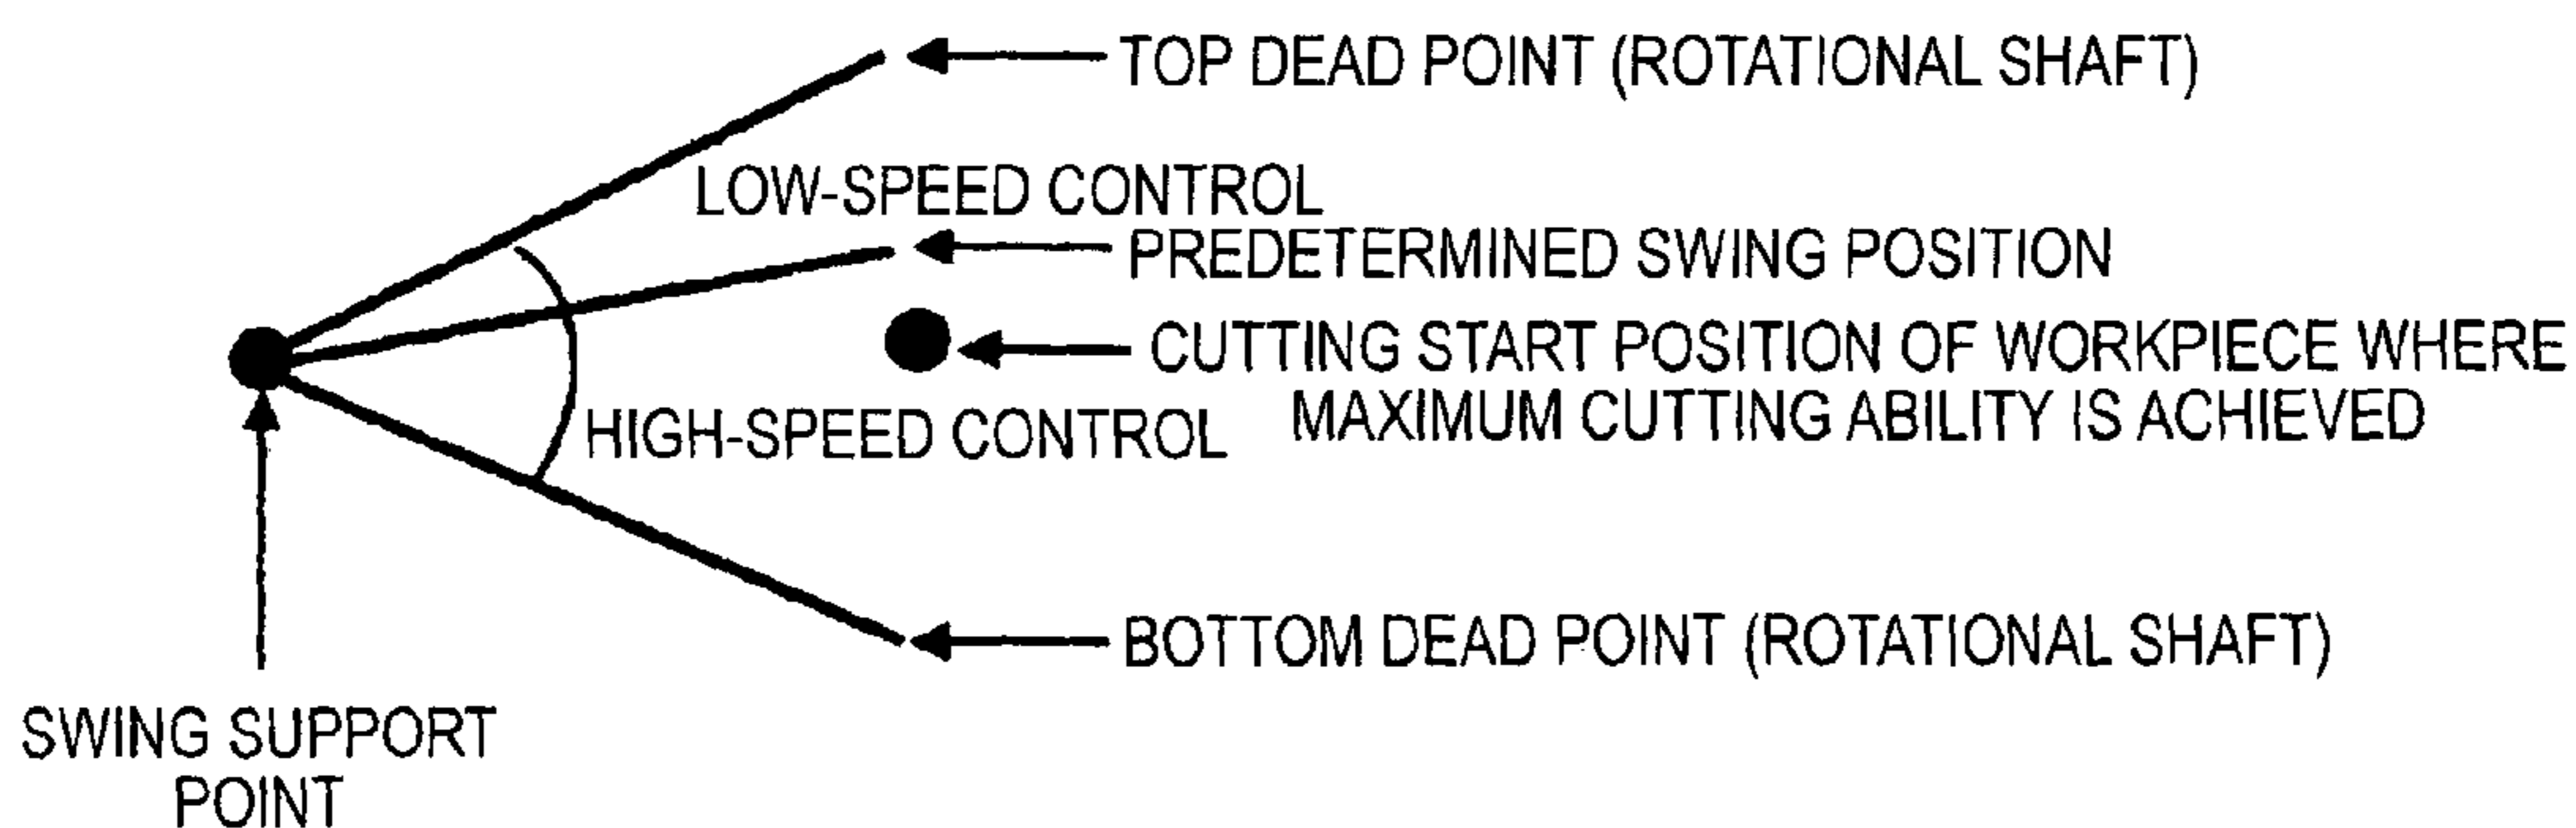 TOP DEAD POINT (ROTATIONAL SHAFT)
LOW-SPEED CONTROL
PREDETERMINED SWING POSITION
CUTTING START POSITION OF WORKPIECE WHERE
MAXIMUM CUTTING ABILITY IS ACHIEVED
HIGH-SPEED CONTROL
BOTTOM DEAD POINT (ROTATIONAL SHAFT)
SWING SUPPORT
POINT